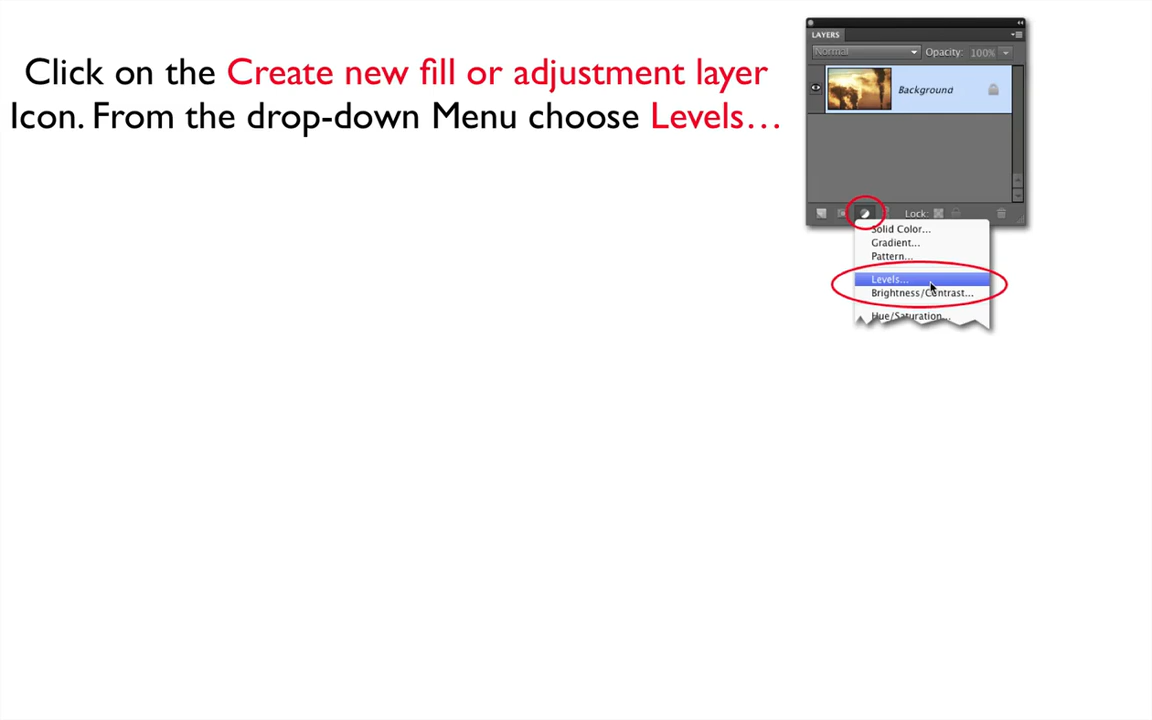 Click on the Create new fill or adjustment layer
Icon. From the drop-down Menu choose Levels...
LAYERS
Normal Opacity: 100%
Background
Lock:
Solid Color...
Gradient...
Pattern...
Levels...
Brightness/Contrast...
Hue/Saturation...